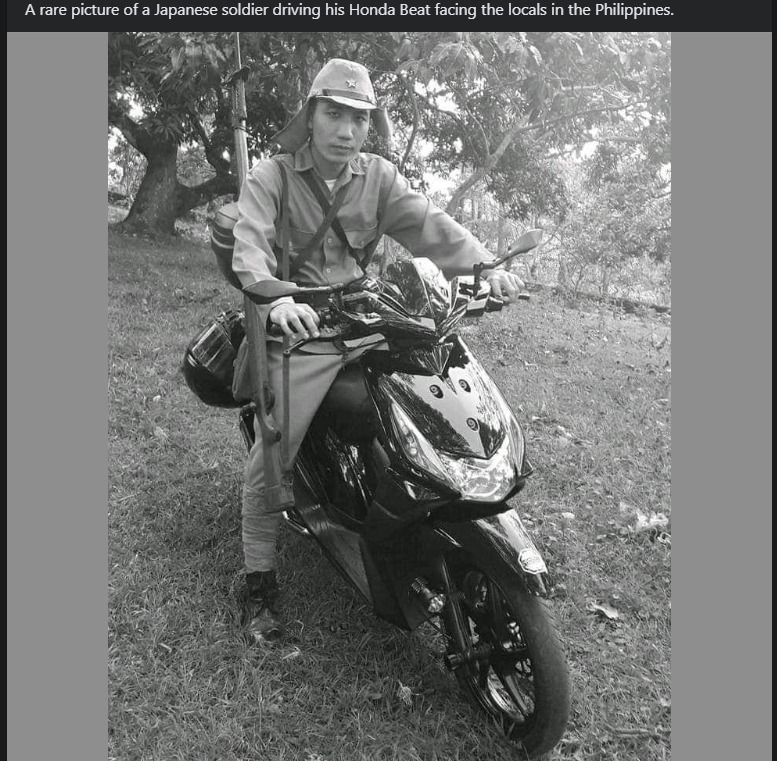 A rare picture of a Japanese soldier driving his Honda Beat facing the locals in the Philippines.